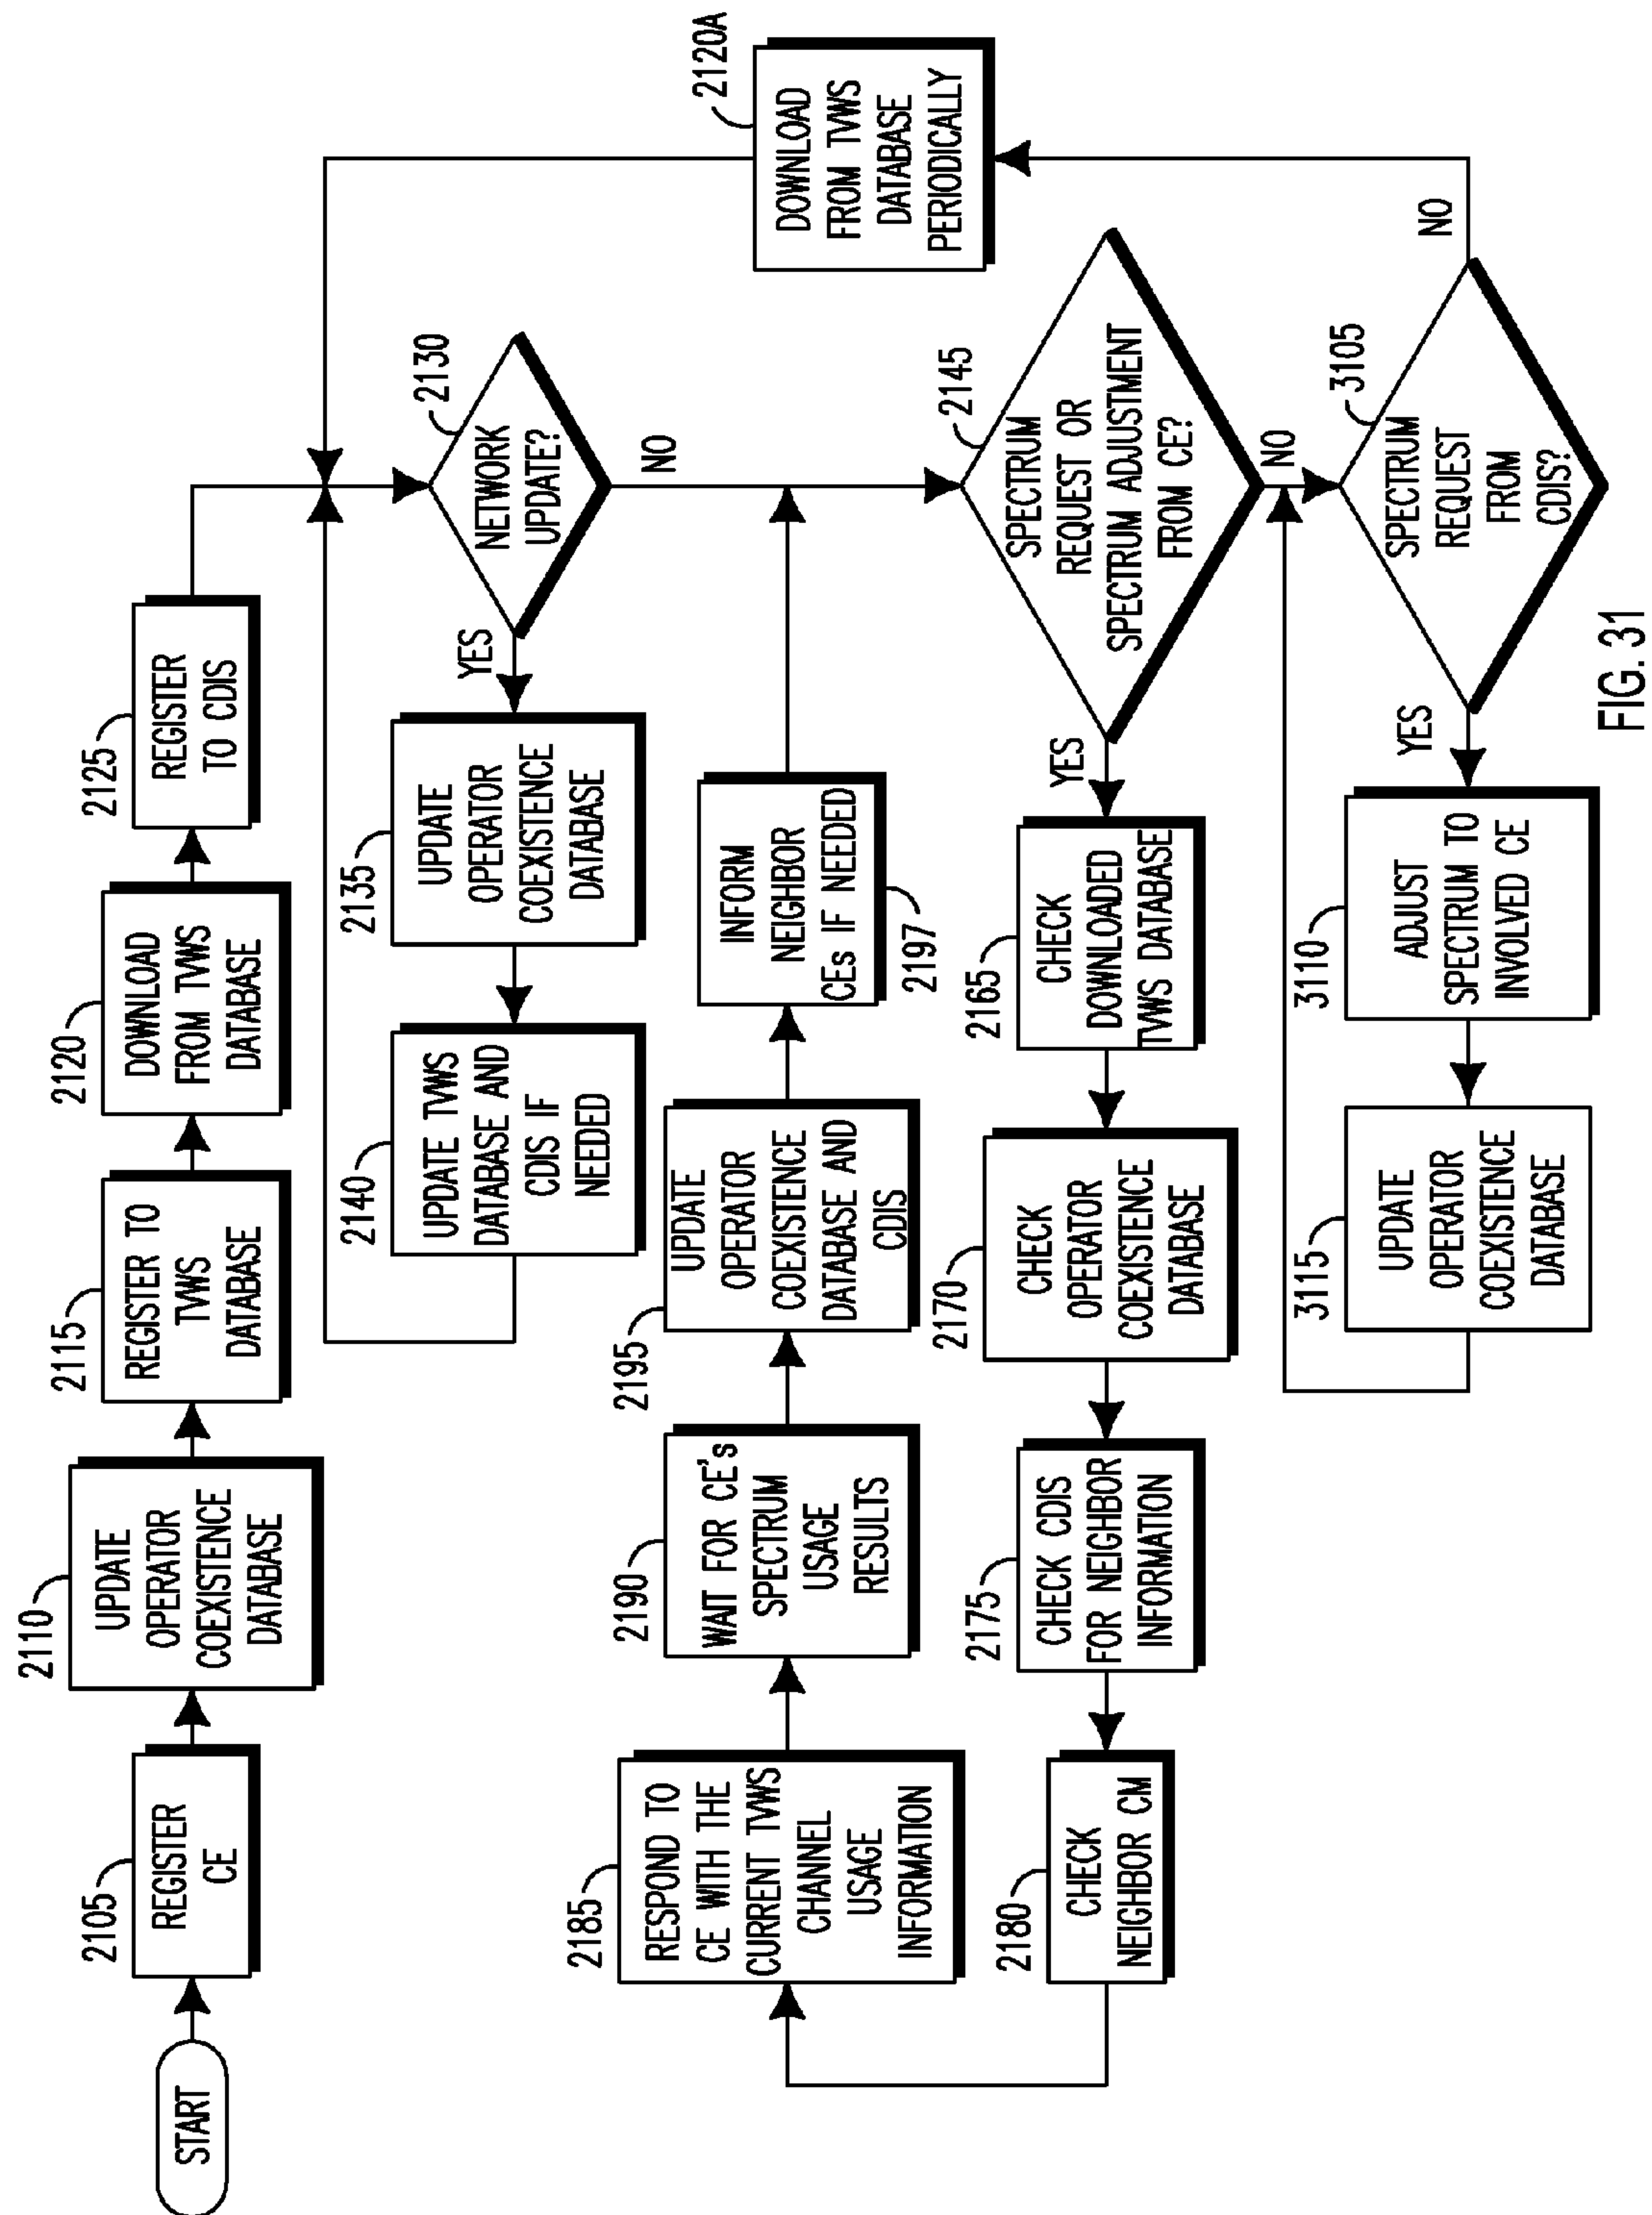 START
2105
REGISTER
CE
2110
UPDATE
OPERATOR
COEXISTENCE
DATABASE
2115
REGISTER TO
TVWS
DATABASE
2120
DOWNLOAD
FROM TVWS
DATABASE
2125
REGISTER
TO CDIS
2130
NETWORK
UPDATE?
YES
NO
2135
UPDATE
OPERATOR
COEXISTENCE
DATABASE
2140
UPDATE TVWS
DATABASE AND
CDIS IF
NEEDED
2120A
DOWNLOAD
FROM TVWS
DATABASE
PERIODICALLY
2185
RESPOND TO
CE WITH THE
CURRENT TVWS
CHANNEL
USAGE
INFORMATION
2190
WAIT FOR CE's
SPECTRUM
USAGE
RESULTS
2195
UPDATE
OPERATOR
COEXISTENCE
DATABASE AND
CDIS
INFORM
NEIGHBOR
CEs IF NEEDED
2197
2145
SPECTRUM
REQUEST OR
SPECTRUM ADJUSTMENT
FROM CE?
YES
NO
2165
CHECK
DOWNLOADED
TVWS DATABASE
2170
CHECK
OPERATOR
COEXISTENCE
DATABASE
2175
CHECK CDIS
FOR NEIGHBOR
INFORMATION
2180
CHECK
NEIGHBOR CM
3105
SPECTRUM
REQUEST
FROM
CDIS?
YES
NO
3110
ADJUST
SPECTRUM TO
INVOLVED CE
3115
UPDATE
OPERATOR
COEXISTENCE
DATABASE
FIG. 31